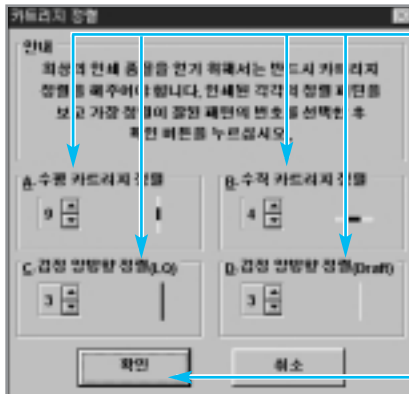 카트리지 정렬
안내
최상의 인쇄 품질을 얻기 위해서는 반드시 카트리지
정렬을 해주어야 합니다. 인쇄된 각각의 정렬 패턴을
보고 가장 정렬이 잘된 패턴의 번호를 선택한 후
확인 버튼을 누르십시오.
A. 수평 카트리지 정렬
9
B. 수직 카트리지 정렬
4
C. 검정 양방향 정렬(LQ)
3
D. 검정 양방향 정렬(Draft)
3
확인
취소